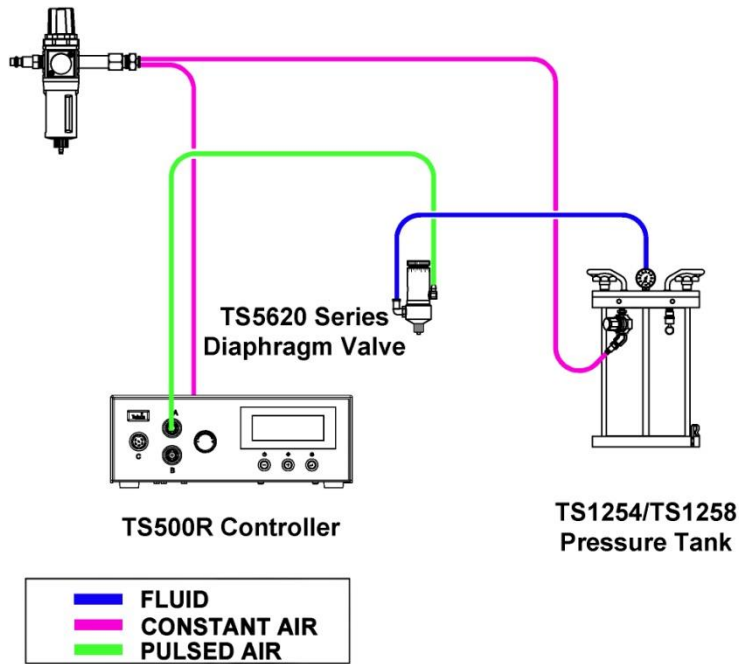 TS5620 Series
Diaphragm Valve
A
C
B
TS500R Controller
TS1254/TS1258
Pressure Tank
FLUID
CONSTANT AIR
PULSED AIR